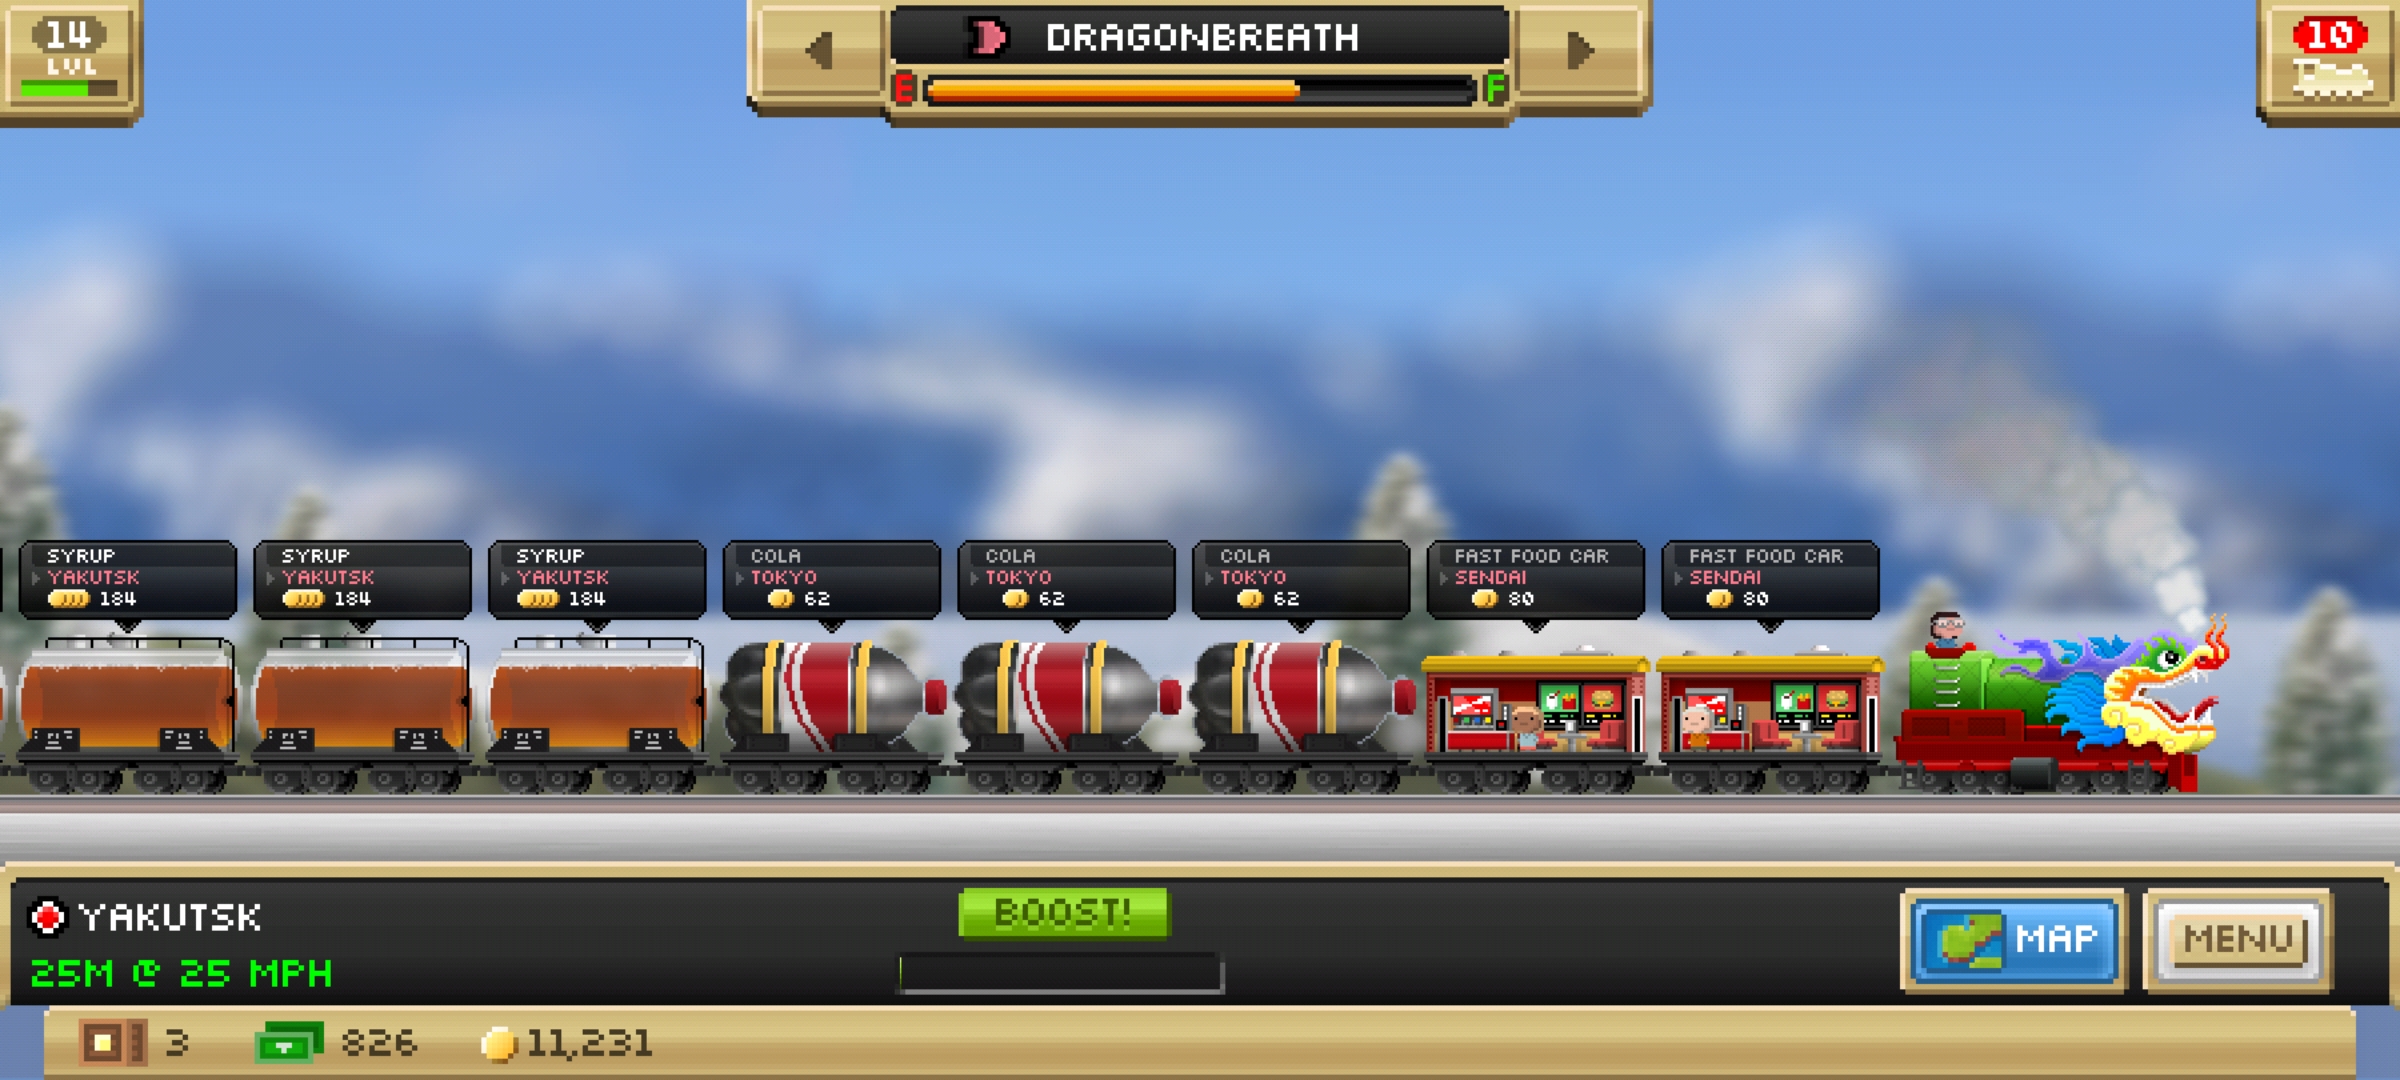 14
LVL
DRAGONBREATH
E F
10
SYRUP
YAKUTSK
184
SYRUP
YAKUTSK
184
SYRUP
YAKUTSK
184
COLA
TOKYO
62
COLA
TOKYO
62
COLA
TOKYO
62
FAST FOOD CAR
SENDAI
80
FAST FOOD CAR
SENDAI
80
YAKUTSK
25M @ 25 MPH
BOOST!
MAP
MENU
3 826 11,231